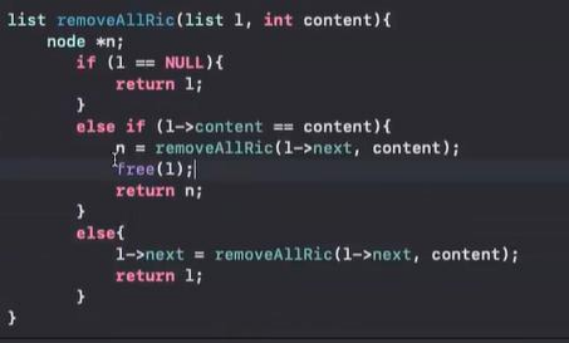 list removeAllRic(list l, int content){
    node *n;
       if (l == NULL){
           return l;
       }
       else if (l->content == content){
           n = removeAllRic(l->next, content);
           free(l);
           return n;
       }
       else{
           l->next = removeAllRic(l->next, content);
           return l;
       }
}